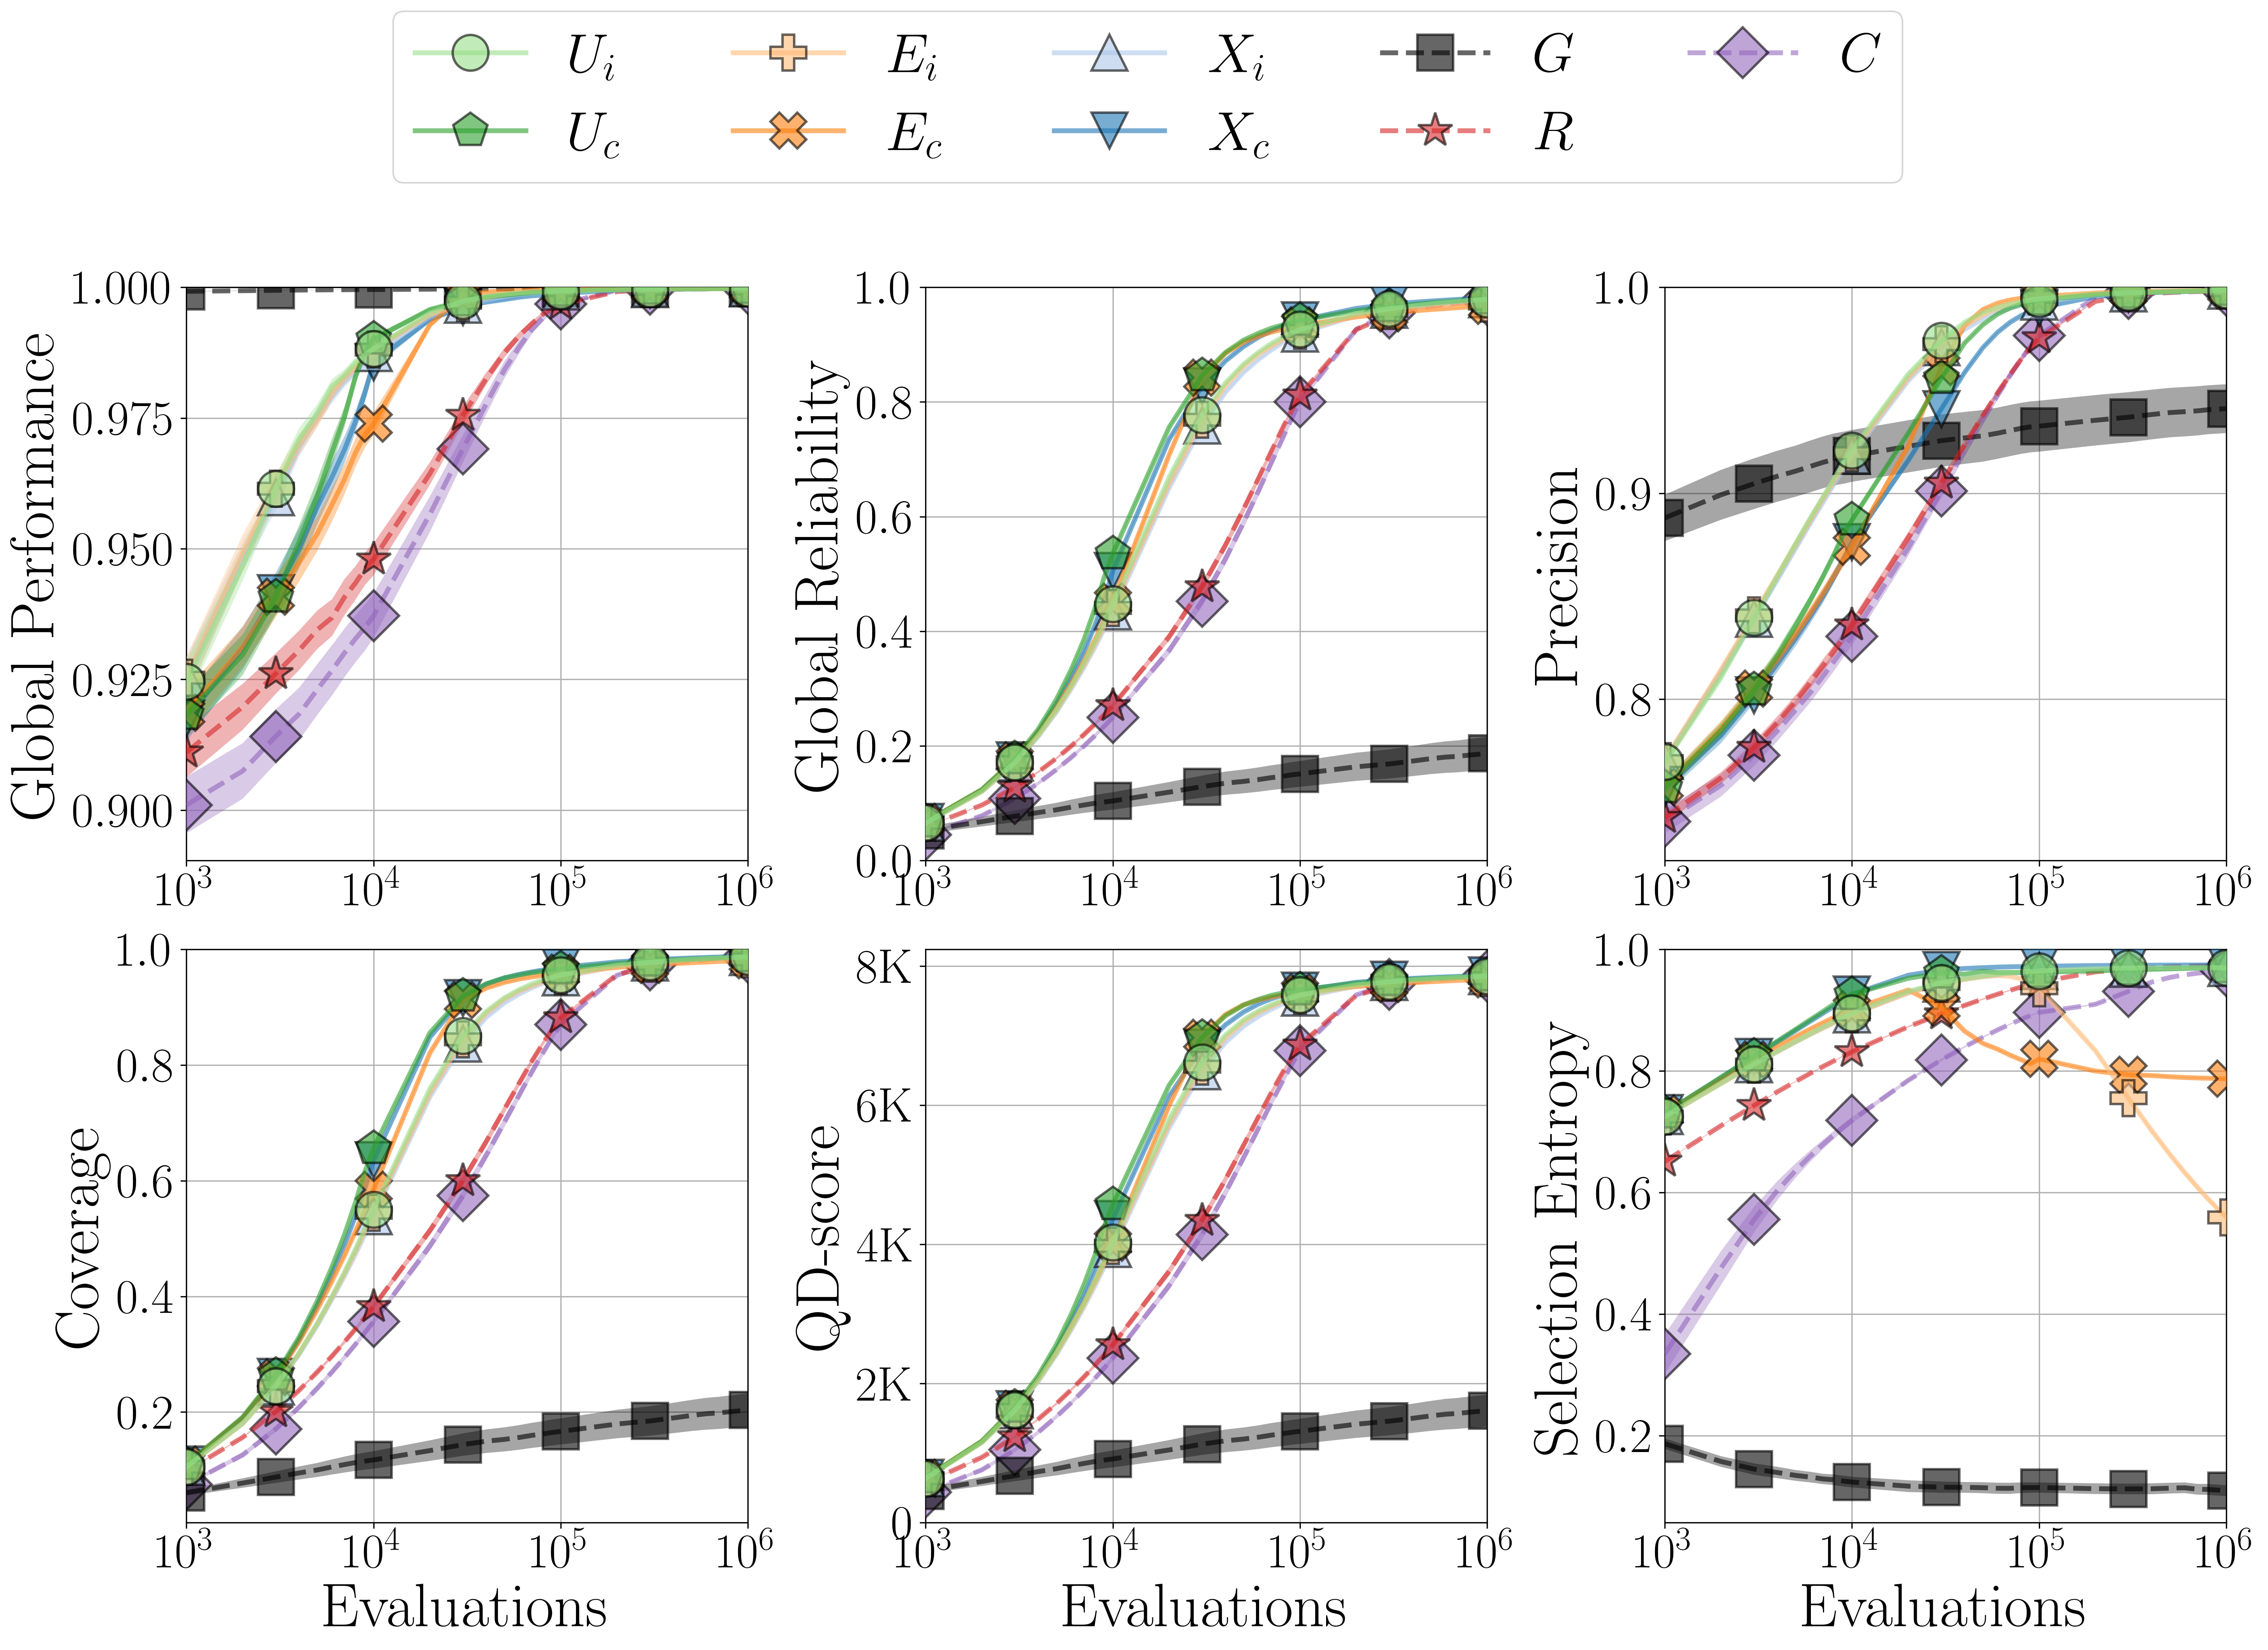 U_i E_i X_i G C
U_c E_c X_c R
Global Performance
1.000
0.975
0.950
0.925
0.900
10^3 10^4 10^5 10^6
Global Reliability
1.0
0.8
0.6
0.4
0.2
0.0
10^3 10^4 10^5 10^6
Precision
1.0
0.9
0.8
10^3 10^4 10^5 10^6
Coverage
1.0
0.8
0.6
0.4
0.2
10^3 10^4 10^5 10^6
Evaluations
QD-score
8K
6K
4K
2K
0
10^3 10^4 10^5 10^6
Evaluations
Selection Entropy
1.0
0.8
0.6
0.4
0.2
10^3 10^4 10^5 10^6
Evaluations